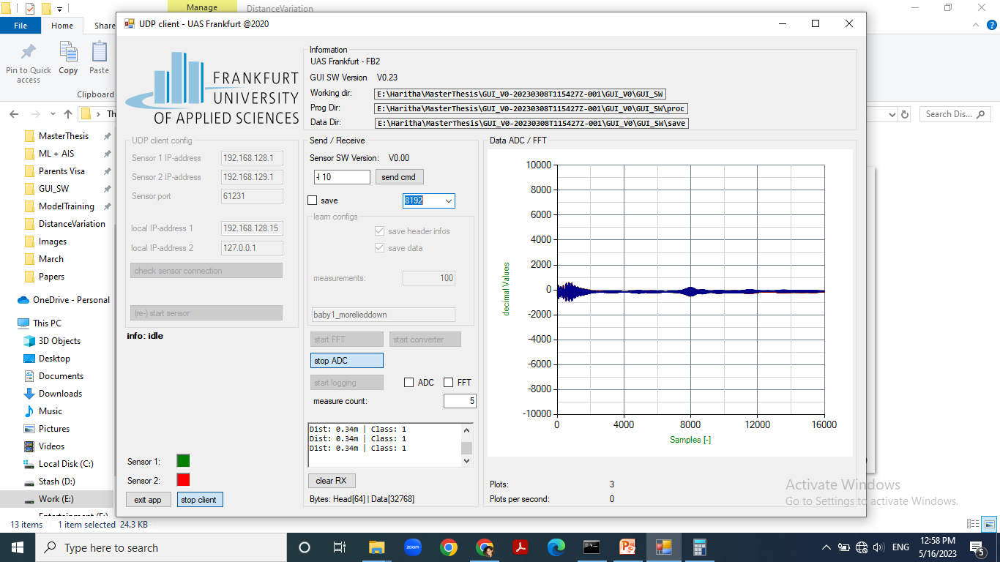 Manage
DistanceVariation
File
Home
Share
Pin to Quick access
Copy
Paste
Clipboard
Th
Search Dis...
MasterThesis
ML + AIS
Parents Visa
GUI_SW
ModelTraining
DistanceVariation
Images
March
Papers
OneDrive - Personal
This PC
3D Objects
Desktop
Documents
Downloads
Music
Pictures
Videos
Local Disk (C:)
Stash (D:)
Work (E:)
Entertainment (F:)
13 items
1 item selected 24.3 KB
UDP client - UAS Frankfurt @2020
FRANKFURT
UNIVERSITY
OF APPLIED SCIENCES
Information
UAS Frankfurt - FB2
GUI SW Version V0.23
Working dir: E:\Haritha\MasterThesis\GUI_V0-20230308T115427Z-001\GUI_V0\GUI_SW
Prog Dir: E:\Haritha\MasterThesis\GUI_V0-20230308T115427Z-001\GUI_V0\GUI_SW\proc
Data Dir: E:\Haritha\MasterThesis\GUI_V0-20230308T115427Z-001\GUI_V0\GUI_SW\save
UDP client config
Sensor 1 IP-address 192.168.128.1
Sensor 2 IP-address 192.168.129.1
Sensor port 61231
local IP-address 1 192.168.128.15
local IP-address 2 127.0.0.1
check sensor connection
(re-) start sensor
info: idle
Sensor 1:
Sensor 2:
exit app
stop client
Send / Receive
Sensor SW Version: V0.00
10
send cmd
save
8192
learn configs
save header infos
save data
measurements: 100
baby1_morelieddown
start FFT
start converter
stop ADC
start logging
ADC
FFT
measure count: 5
Dist: 0.34m | Class: 1
Dist: 0.34m | Class: 1
Dist: 0.34m | Class: 1
clear RX
Bytes: Head[64] | Data[32768]
Data ADC / FFT
10000
8000
6000
4000
2000
0
-2000
-4000
-6000
-8000
-10000
decimal Values
0 4000 8000 12000 16000
Samples [-]
Plots: 3
Plots per second: 0
Activate Windows
Go to Settings to activate Windows.
Type here to search
zoom
ENG
12:58 PM
5/16/2023
5